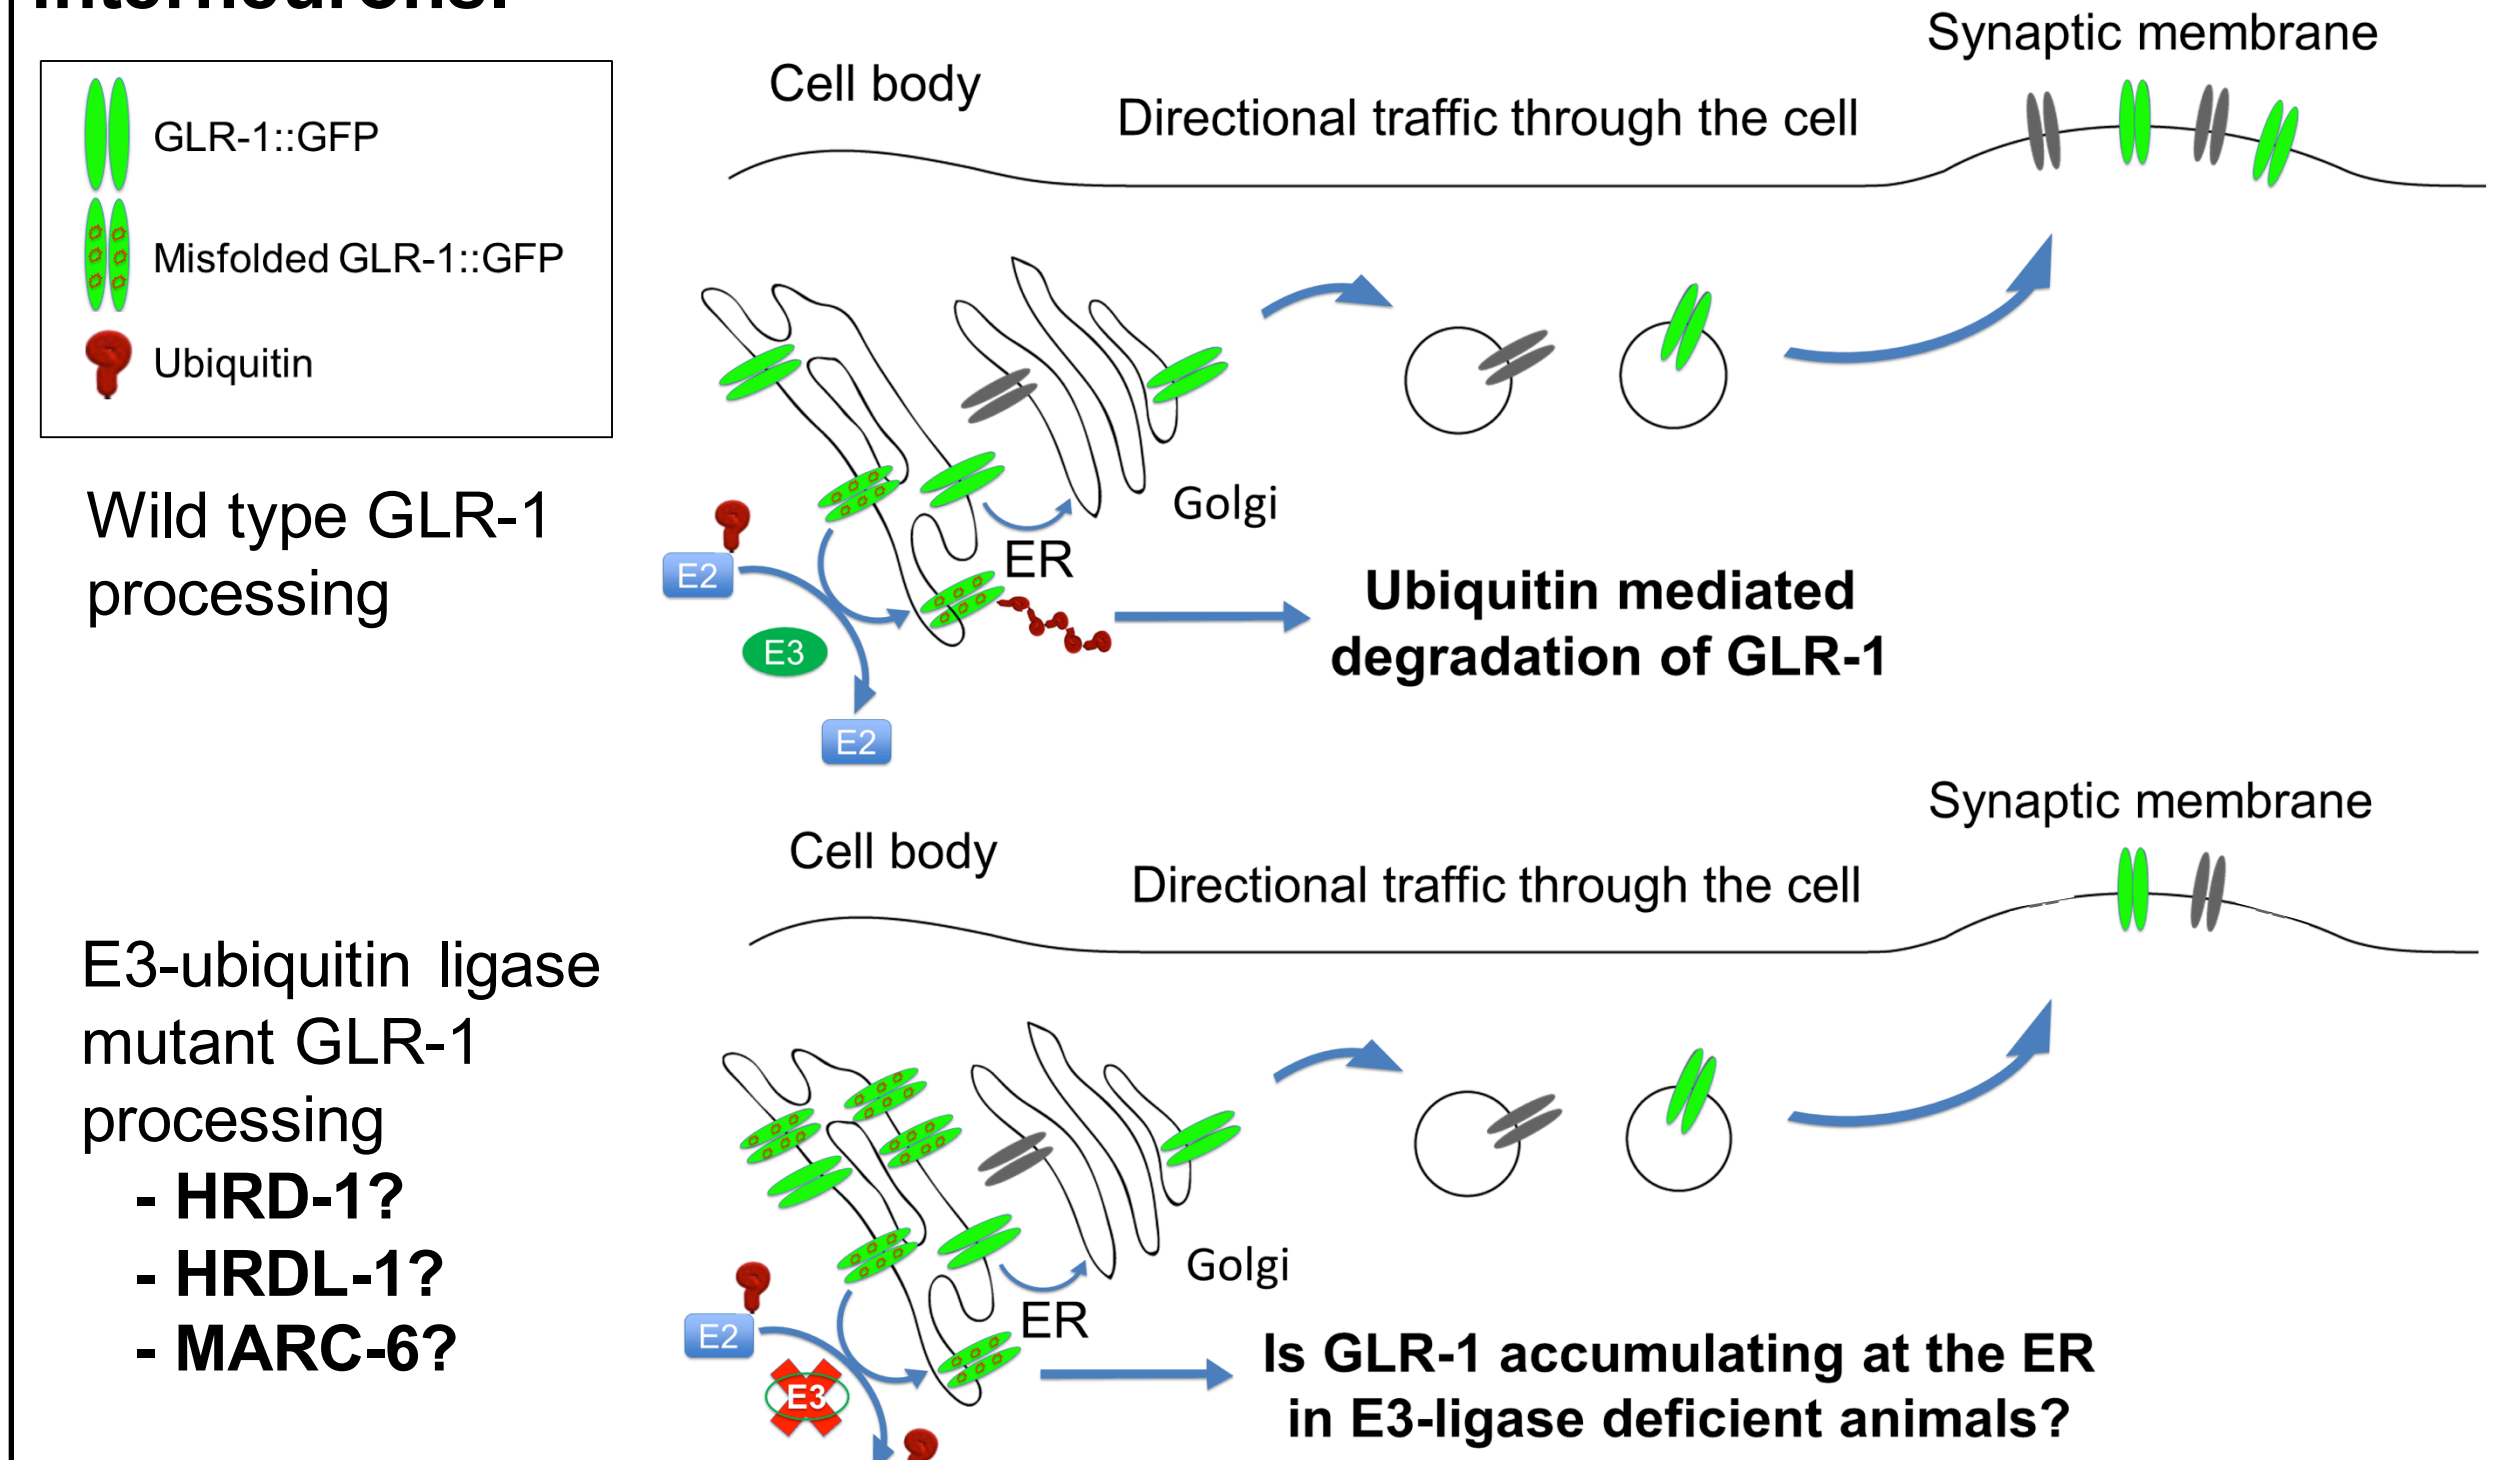 interneurons.
GLR-1::GFP
Misfolded GLR-1::GFP
Ubiquitin
Wild type GLR-1
processing
Cell body
Directional traffic through the cell
Synaptic membrane
Golgi
ER
E2
E3
E2
Ubiquitin mediated
degradation of GLR-1
E3-ubiquitin ligase
mutant GLR-1
processing
- HRD-1?
- HRDL-1?
- MARC-6?
Cell body
Directional traffic through the cell
Synaptic membrane
Golgi
ER
E2
E3
Is GLR-1 accumulating at the ER
in E3-ligase deficient animals?